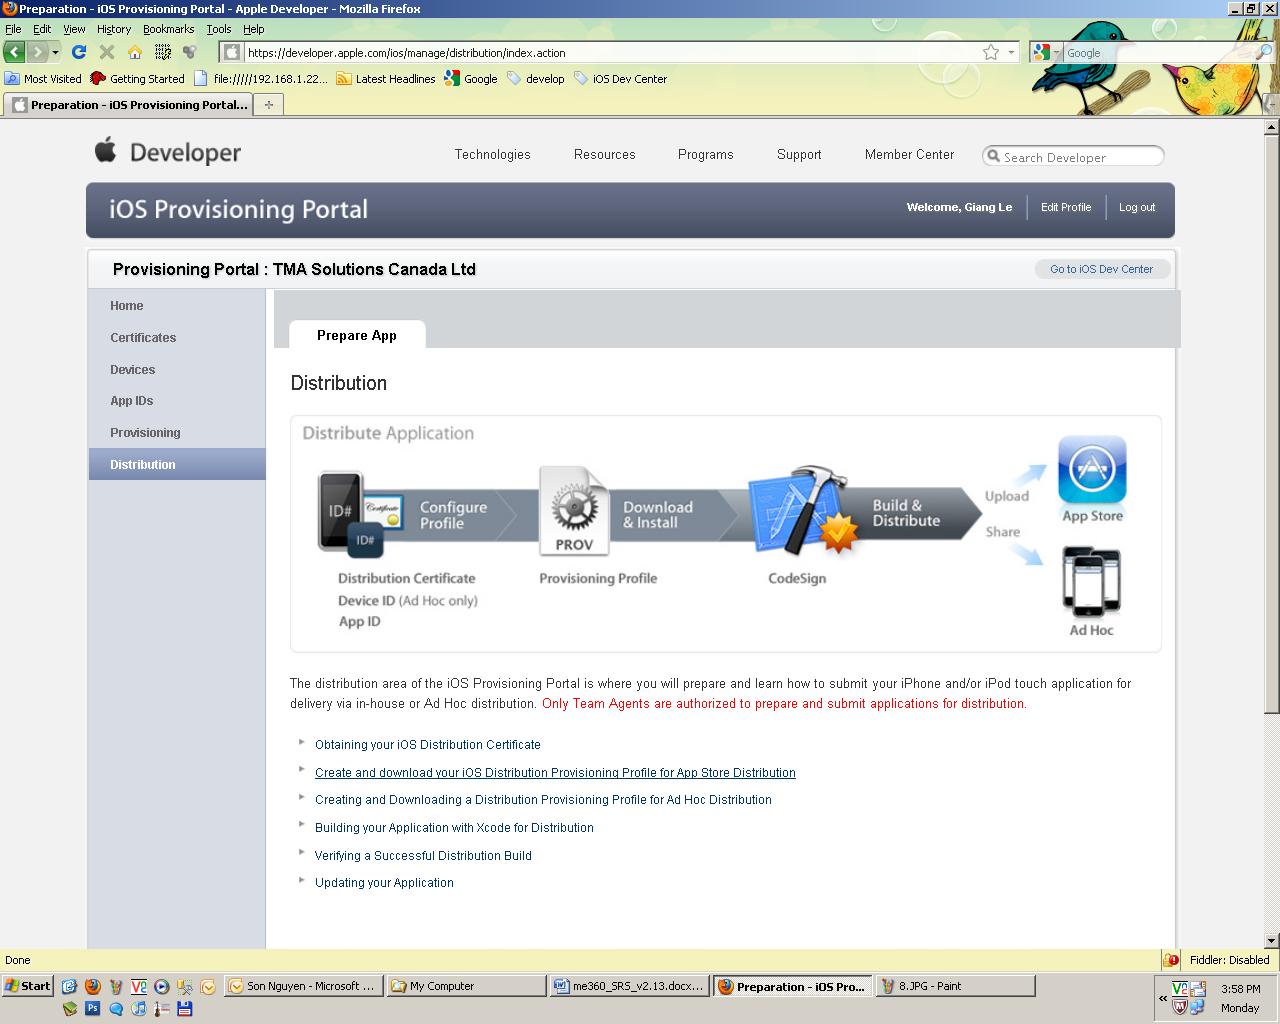 Preparation - iOS Provisioning Portal - Apple Developer - Mozilla Firefox
File Edit View History Bookmarks Tools Help
https://developer.apple.com/ios/manage/distribution/index.action
Google
Most Visited Getting Started file://///192.168.1.22... Latest Headlines Google develop iOS Dev Center
Preparation - iOS Provisioning Portal...
Developer
Technologies Resources Programs Support Member Center Search Developer
iOS Provisioning Portal
Welcome, Giang Le Edit Profile Log out
Provisioning Portal : TMA Solutions Canada Ltd
Go to iOS Dev Center
Home
Certificates
Devices
App IDs
Provisioning
Distribution
Prepare App
Distribution
Distribute Application
ID#
Certificate
ID#
Configure
Profile
PROV
Download
& Install
Build &
Distribute
Upload
Share
App Store
Ad Hoc
Distribution Certificate
Device ID (Ad Hoc only)
App ID
Provisioning Profile
CodeSign
The distribution area of the iOS Provisioning Portal is where you will prepare and learn how to submit your iPhone and/or iPod touch application for
delivery via in-house or Ad Hoc distribution. Only Team Agents are authorized to prepare and submit applications for distribution.
Obtaining your iOS Distribution Certificate
Create and download your iOS Distribution Provisioning Profile for App Store Distribution
Creating and Downloading a Distribution Provisioning Profile for Ad Hoc Distribution
Building your Application with Xcode for Distribution
Verifying a Successful Distribution Build
Updating your Application
Done
Fiddler: Disabled
Start
Son Nguyen - Microsoft ... My Computer me360_SRS_v2.13.docx... Preparation - iOS Pro... 8.JPG - Paint
Ps
3:58 PM
Monday